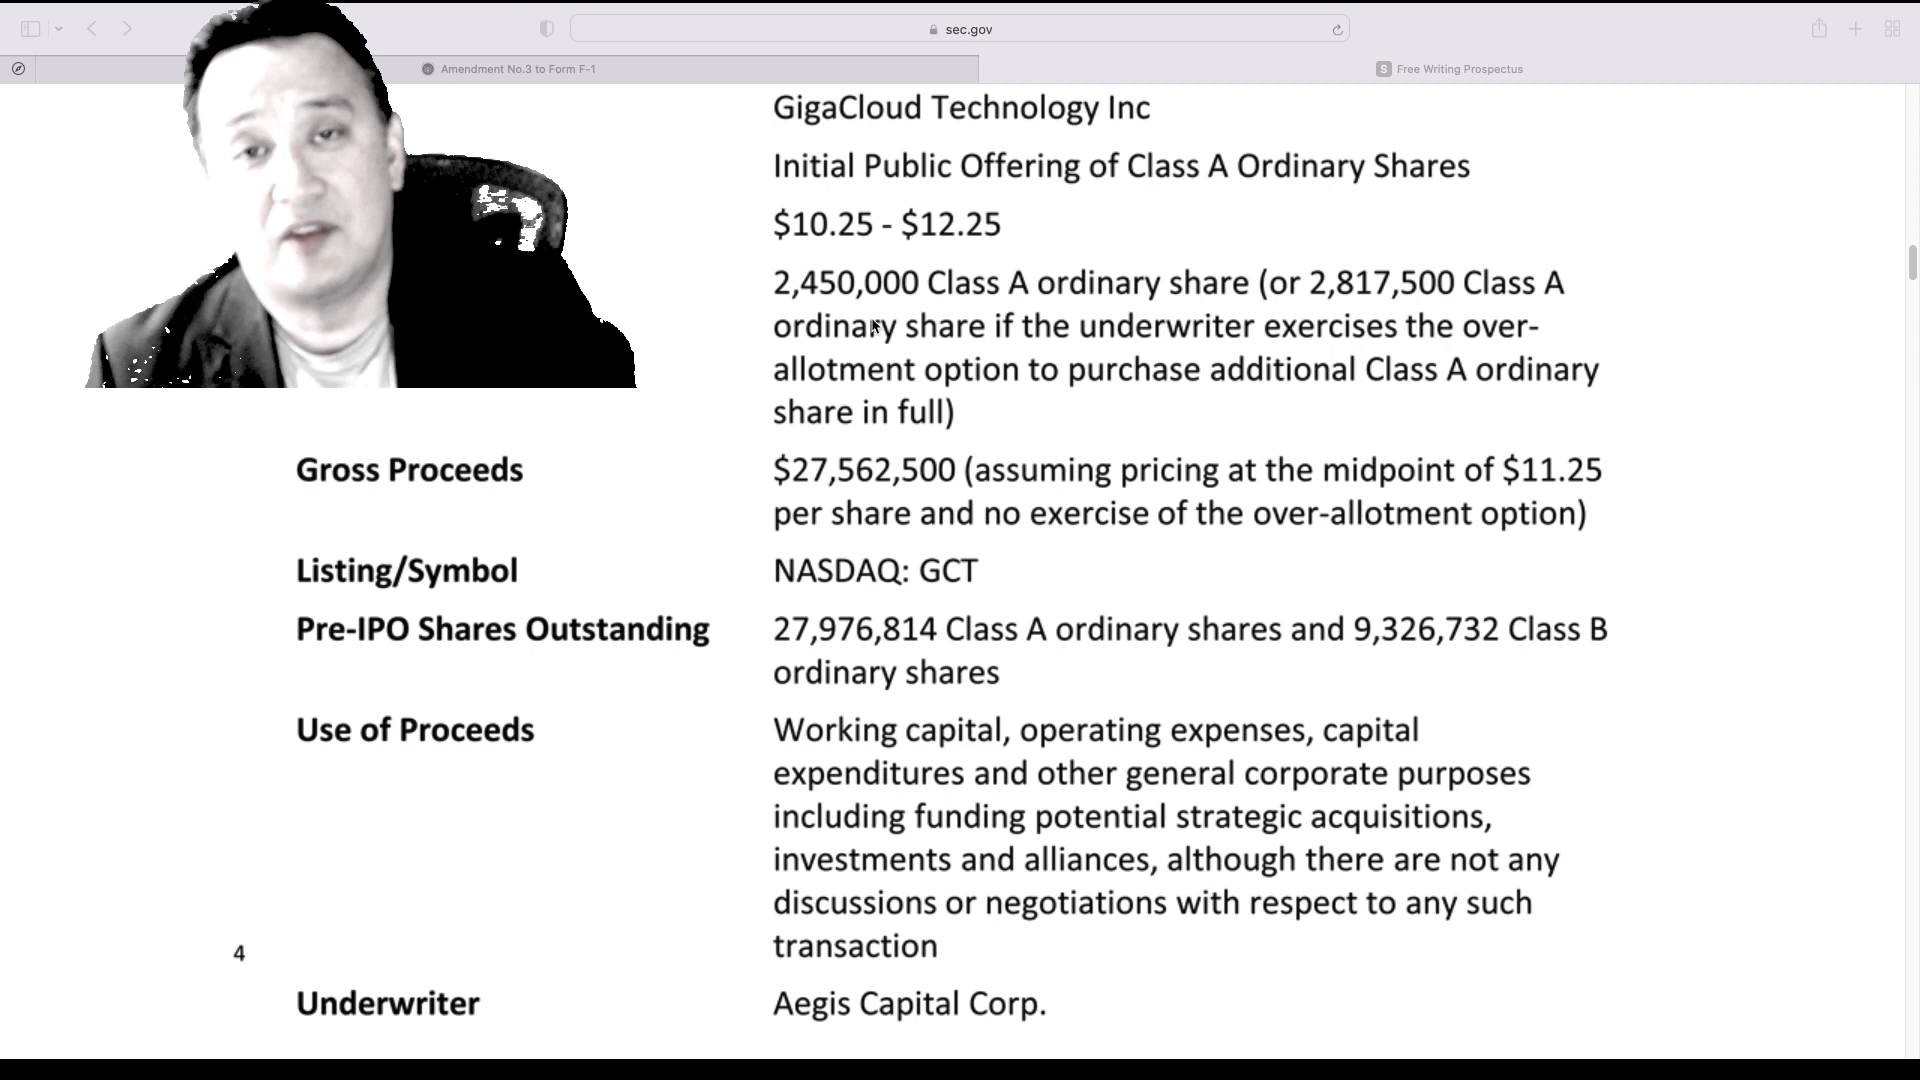 sec.gov
Amendment No.3 to Form F-1
S Free Writing Prospectus
GigaCloud Technology Inc
Initial Public Offering of Class A Ordinary Shares
$10.25 - $12.25
2,450,000 Class A ordinary share (or 2,817,500 Class A
ordinary share if the underwriter exercises the over-
allotment option to purchase additional Class A ordinary
share in full)
Gross Proceeds $27,562,500 (assuming pricing at the midpoint of $11.25
per share and no exercise of the over-allotment option)
Listing/Symbol NASDAQ: GCT
Pre-IPO Shares Outstanding 27,976,814 Class A ordinary shares and 9,326,732 Class B
ordinary shares
Use of Proceeds Working capital, operating expenses, capital
expenditures and other general corporate purposes
including funding potential strategic acquisitions,
investments and alliances, although there are not any
discussions or negotiations with respect to any such
transaction
4
Underwriter Aegis Capital Corp.